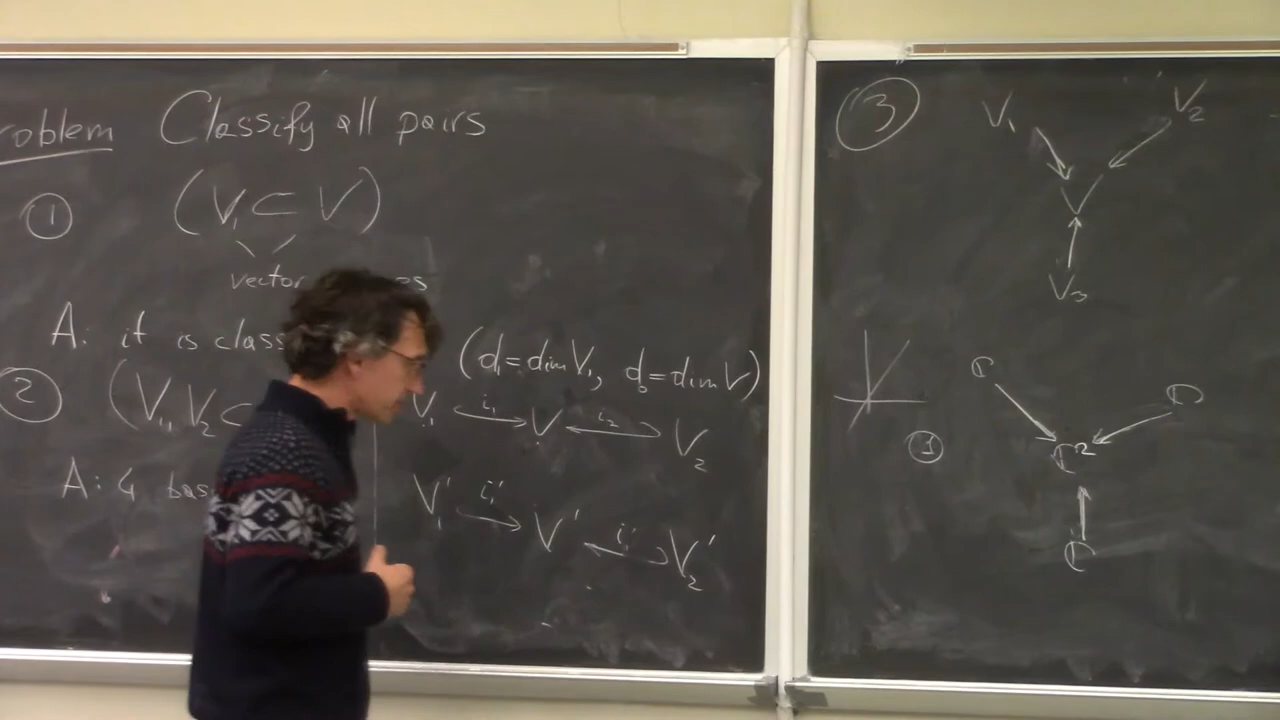 roblem Classify all pairs
① (V₁ ⊂ V)
vector
A: it is class
(d₁=dim V₁, d₀=dim V)
② (V₁, V₂ ⊂
V₁ →^{i₁} V ←^{i₂} V₂
A: 4 bas
V₁' →^{i₁'} V' ← V₂'
③ V₁ V₂
V
V₃
ℂ ℂ
① ℂ²
ℂ